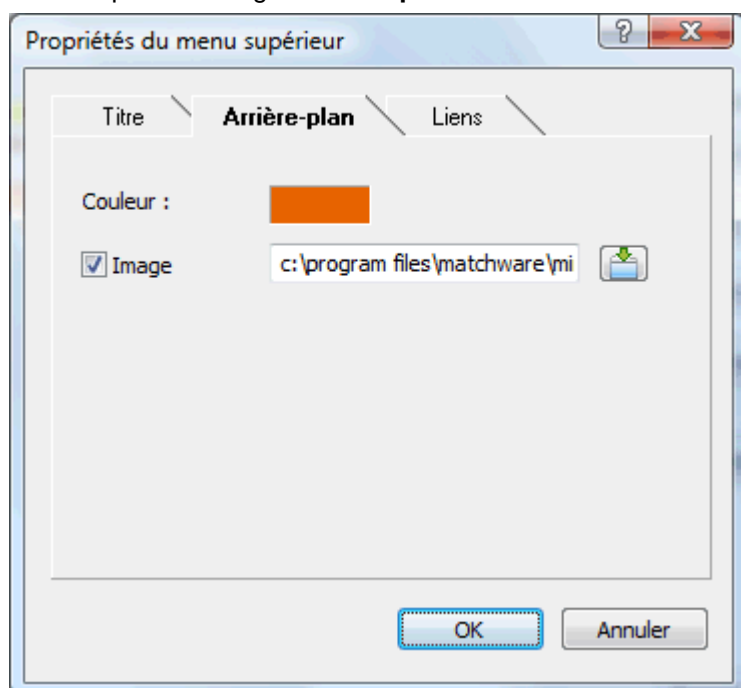 Propriétés du menu supérieur
?
X
Titre Arrière-plan Liens
Couleur :
Image c:\program files\matchware\mi
OK Annuler